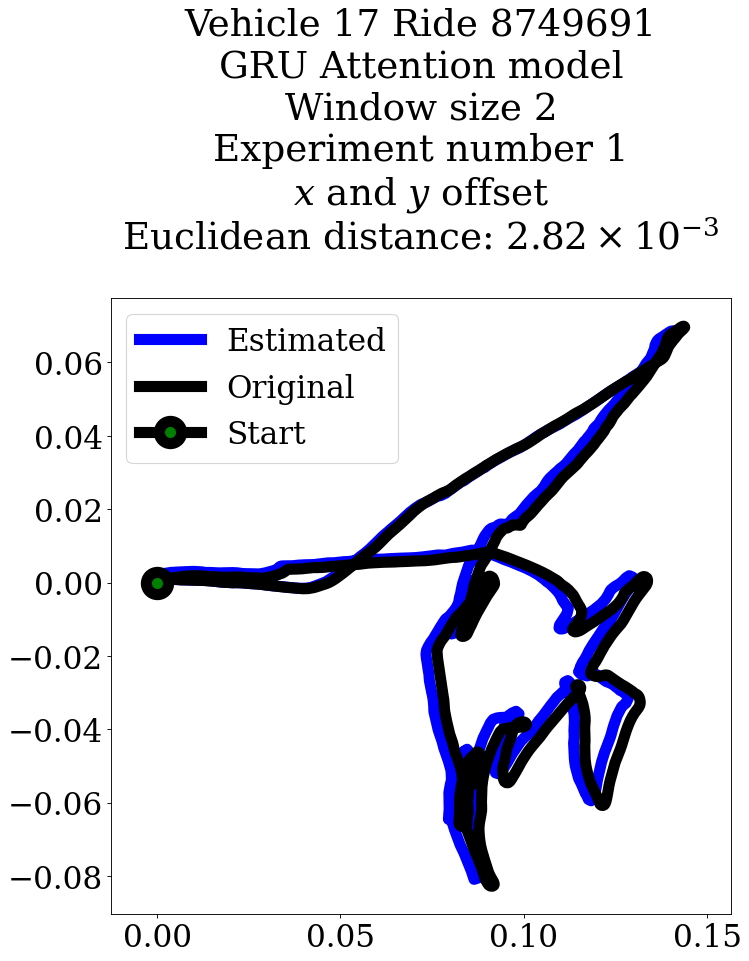 Vehicle 17 Ride 8749691
GRU Attention model
Window size 2
Experiment number 1
x and y offset
Euclidean distance: 2.82 × 10⁻³
Estimated
Original
Start
0.06
0.04
0.02
0.00
−0.02
−0.04
−0.06
−0.08
0.00 0.05 0.10 0.15